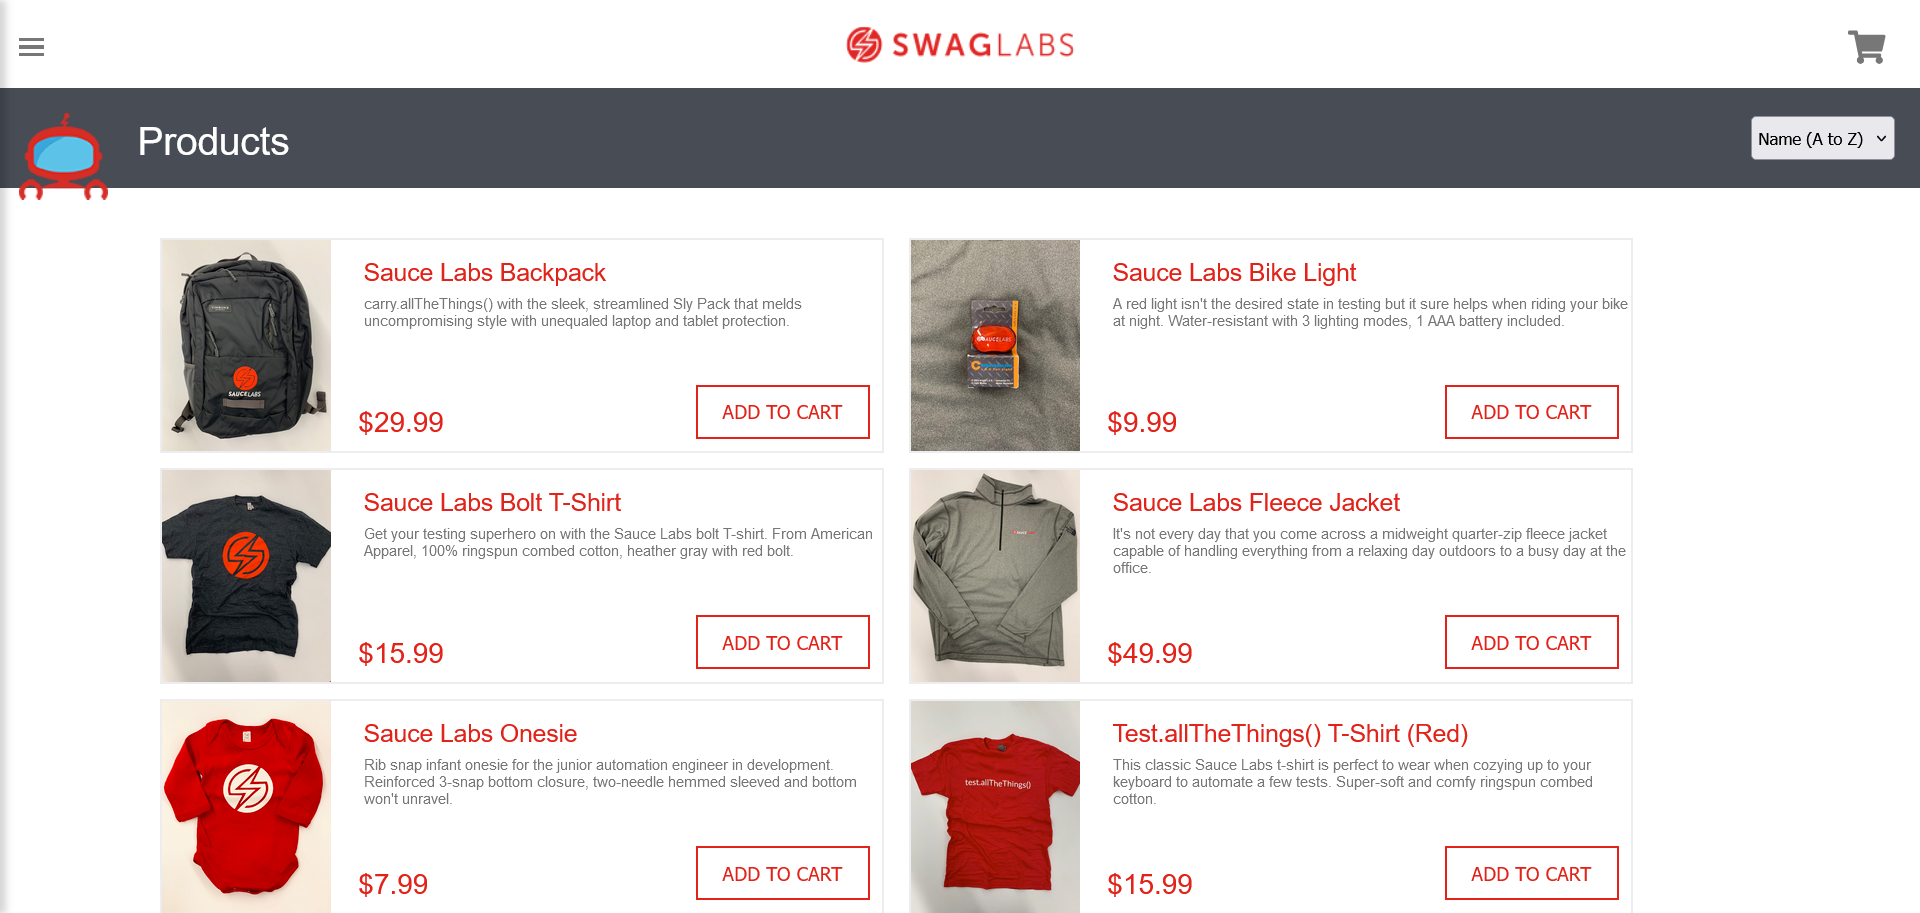 SWAGLABS
Products
Name (A to Z)
Sauce Labs Backpack
carry.allTheThings() with the sleek, streamlined Sly Pack that melds
uncompromising style with unequaled laptop and tablet protection.
$29.99
ADD TO CART
SAUCELABS
Sauce Labs Bike Light
A red light isn't the desired state in testing but it sure helps when riding your bike
at night. Water-resistant with 3 lighting modes, 1 AAA battery included.
$9.99
ADD TO CART
SAUCELABS
Sauce Labs Bolt T-Shirt
Get your testing superhero on with the Sauce Labs bolt T-shirt. From American
Apparel, 100% ringspun combed cotton, heather gray with red bolt.
$15.99
ADD TO CART
Sauce Labs Fleece Jacket
It's not every day that you come across a midweight quarter-zip fleece jacket
capable of handling everything from a relaxing day outdoors to a busy day at the
office.
$49.99
ADD TO CART
Sauce Labs Onesie
Rib snap infant onesie for the junior automation engineer in development.
Reinforced 3-snap bottom closure, two-needle hemmed sleeved and bottom
won't unravel.
$7.99
ADD TO CART
Test.allTheThings() T-Shirt (Red)
This classic Sauce Labs t-shirt is perfect to wear when cozying up to your
keyboard to automate a few tests. Super-soft and comfy ringspun combed
cotton.
$15.99
ADD TO CART
test.allTheThings()